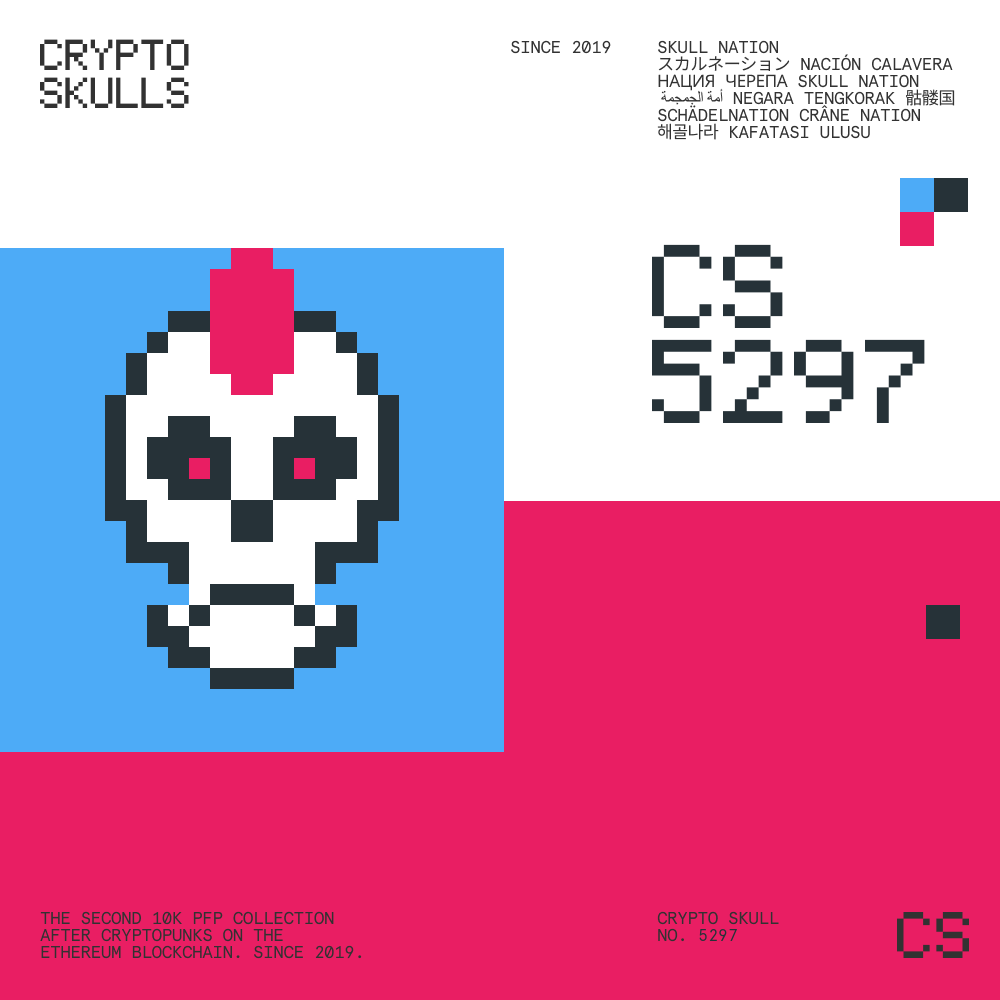 CRYPTO
SKULLS
SINCE 2019
SKULL NATION
スカルネーション NACIÓN CALAVERA
НАЦИЯ ЧЕРЕПА SKULL NATION
أمة الجمجمة NEGARA TENGKORAK 骷髅国
SCHÄDELNATION CRÂNE NATION
해골나라 KAFATASI ULUSU
CS
5297
THE SECOND 10K PFP COLLECTION
AFTER CRYPTOPUNKS ON THE
ETHEREUM BLOCKCHAIN. SINCE 2019.
CRYPTO SKULL
NO. 5297
CS